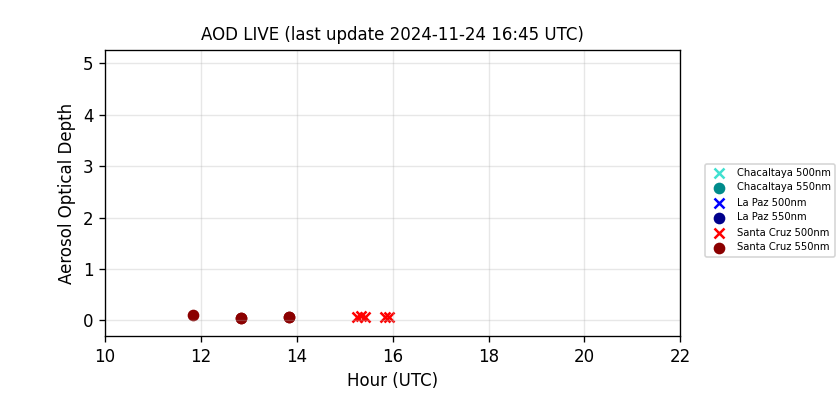 AOD LIVE (last update 2024-11-24 16:45 UTC)
5
4
3
2
1
0
Aerosol Optical Depth
10 12 14 16 18 20 22
Hour (UTC)
Chacaltaya 500nm
Chacaltaya 550nm
La Paz 500nm
La Paz 550nm
Santa Cruz 500nm
Santa Cruz 550nm